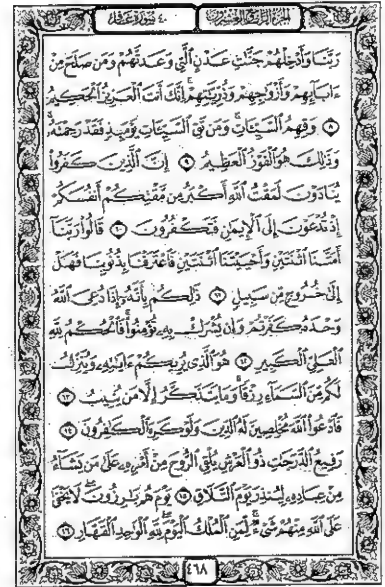 الجزء الرابع والعشرون
٤٠ سورة غافر
رَبَّنَا وَأَدْخِلْهُمْ جَنَّٰتِ عَدْنٍ ٱلَّتِى وَعَدتَّهُمْ وَمَن صَلَحَ مِنْ
ءَابَآئِهِمْ وَأَزْوَٰجِهِمْ وَذُرِّيَّٰتِهِمْ ۚ إِنَّكَ أَنتَ ٱلْعَزِيزُ ٱلْحَكِيمُ
٨ وَقِهِمُ ٱلسَّيِّـَٔاتِ ۚ وَمَن تَقِ ٱلسَّيِّـَٔاتِ يَوْمَئِذٍ فَقَدْ رَحِمْتَهُۥ ۚ
وَذَٰلِكَ هُوَ ٱلْفَوْزُ ٱلْعَظِيمُ ٩ إِنَّ ٱلَّذِينَ كَفَرُوا۟
يُنَادَوْنَ لَمَقْتُ ٱللَّهِ أَكْبَرُ مِن مَّقْتِكُمْ أَنفُسَكُمْ
إِذْ تُدْعَوْنَ إِلَى ٱلْإِيمَٰنِ فَتَكْفُرُونَ ١٠ قَالُوا۟ رَبَّنَآ
أَمَتَّنَا ٱثْنَتَيْنِ وَأَحْيَيْتَنَا ٱثْنَتَيْنِ فَٱعْتَرَفْنَا بِذُنُوبِنَا فَهَلْ
إِلَىٰ خُرُوجٍ مِّن سَبِيلٍ ١١ ذَٰلِكُم بِأَنَّهُۥٓ إِذَا دُعِىَ ٱللَّهُ
وَحْدَهُۥ كَفَرْتُمْ ۖ وَإِن يُشْرَكْ بِهِۦ تُؤْمِنُوا۟ ۚ فَٱلْحُكْمُ لِلَّهِ
ٱلْعَلِىِّ ٱلْكَبِيرِ ١٢ هُوَ ٱلَّذِى يُرِيكُمْ ءَايَٰتِهِۦ وَيُنَزِّلُ
لَكُم مِّنَ ٱلسَّمَآءِ رِزْقًا ۚ وَمَا يَتَذَكَّرُ إِلَّا مَن يُنِيبُ ١٣
فَٱدْعُوا۟ ٱللَّهَ مُخْلِصِينَ لَهُ ٱلدِّينَ وَلَوْ كَرِهَ ٱلْكَٰفِرُونَ ١٤
رَفِيعُ ٱلدَّرَجَٰتِ ذُو ٱلْعَرْشِ يُلْقِى ٱلرُّوحَ مِنْ أَمْرِهِۦ عَلَىٰ مَن يَشَآءُ
مِنْ عِبَادِهِۦ لِيُنذِرَ يَوْمَ ٱلتَّلَاقِ ١٥ يَوْمَ هُم بَٰرِزُونَ ۖ لَا يَخْفَىٰ
عَلَى ٱللَّهِ مِنْهُمْ شَىْءٌ ۚ لِّمَنِ ٱلْمُلْكُ ٱلْيَوْمَ ۖ لِلَّهِ ٱلْوَٰحِدِ ٱلْقَهَّارِ ١٦
٤٦٨